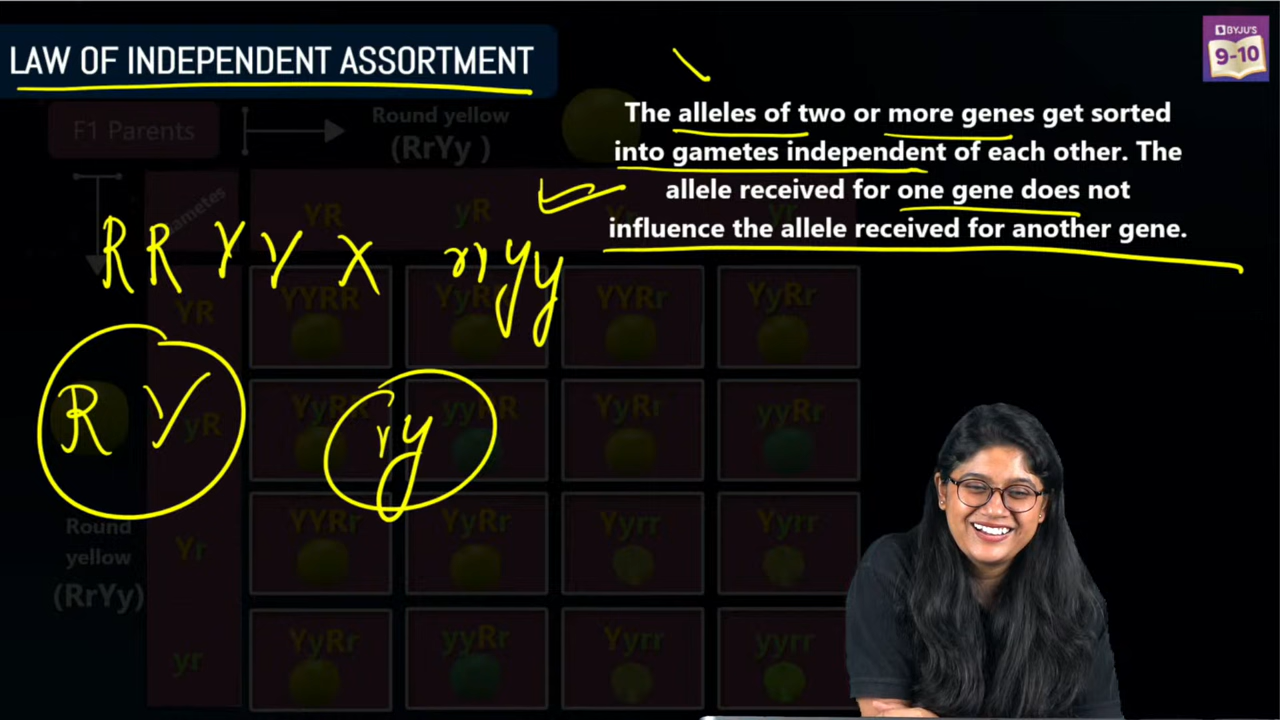 LAW OF INDEPENDENT ASSORTMENT
BYJU'S
9-10
The alleles of two or more genes get sorted
into gametes independent of each other. The
allele received for one gene does not
influence the allele received for another gene.
F1 Parents
Round yellow
(RrYy )
Gametes
YR
yR
yr
R R Y Y X rr yy
R Y
ry
YR
YYRR
YyRR
YYRr
YyRr
yR
YyRR
yyRR
YyRr
yyRr
Round
yellow
(RrYy)
Yr
YYRr
YyRr
Yyrr
Yyrr
yr
YyRr
yyRr
Yyrr
yyrr